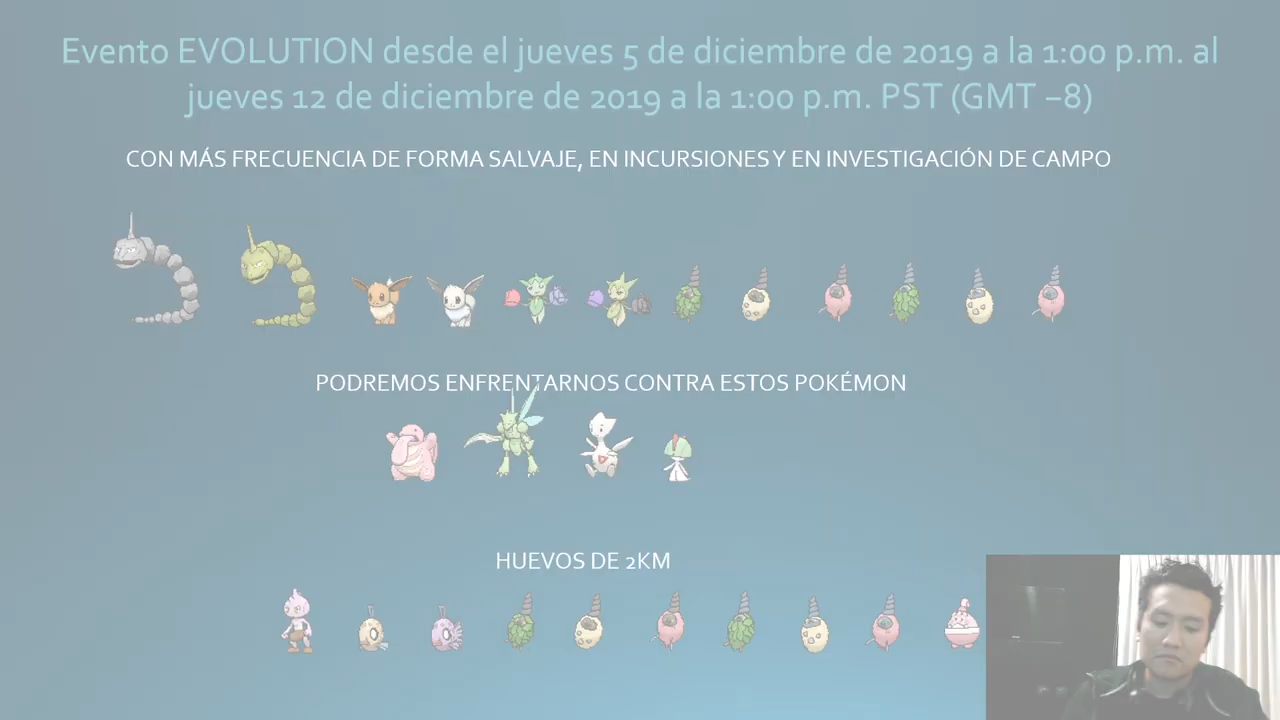 Evento EVOLUTION desde el jueves 5 de diciembre de 2019 a la 1:00 p.m. al
jueves 12 de diciembre de 2019 a la 1:00 p.m. PST (GMT –8)
CON MÁS FRECUENCIA DE FORMA SALVAJE, EN INCURSIONES Y EN INVESTIGACIÓN DE CAMPO
PODREMOS ENFRENTARNOS CONTRA ESTOS POKÉMON
HUEVOS DE 2KM